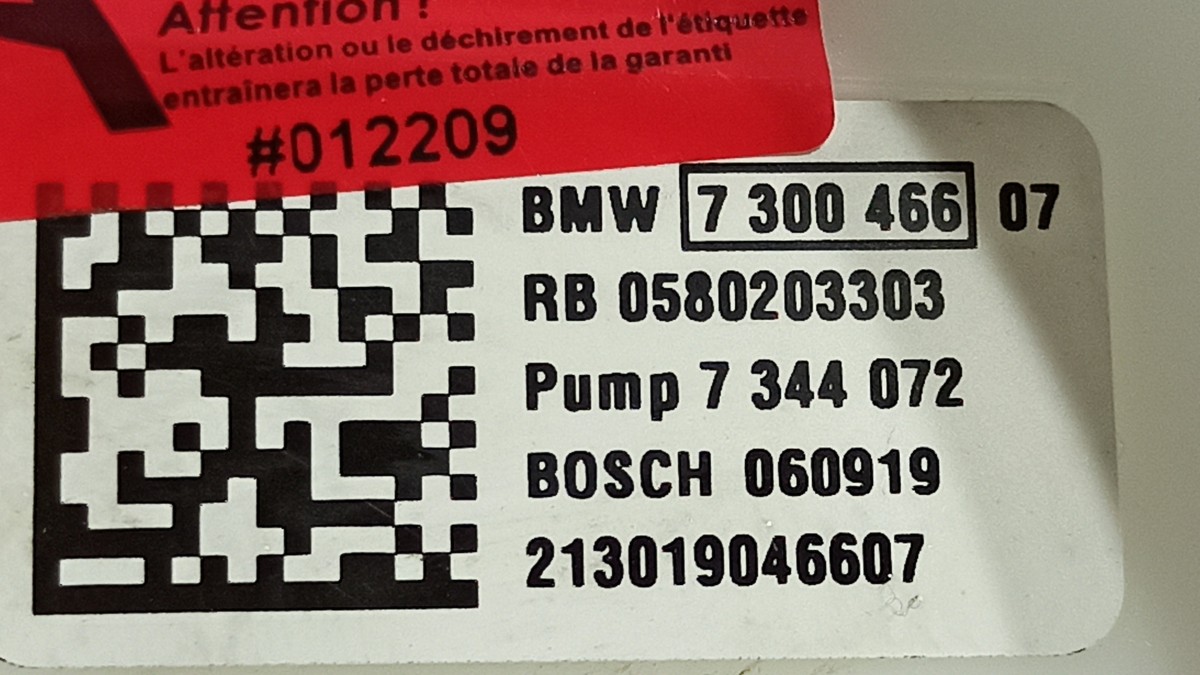 Attention !
L'altération ou le déchirement de l'étiquette
entraînera la perte totale de la garanti
#012209
BMW 7 300 466 07
RB 0580203303
Pump 7 344 072
BOSCH 060919
213019046607